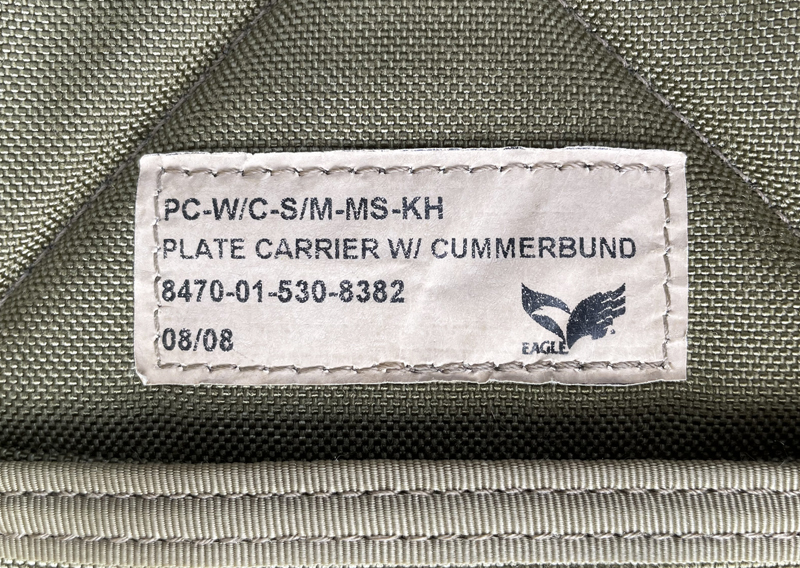 PC-W/C-S/M-MS-KH
PLATE CARRIER W/ CUMMERBUND
8470-01-530-8382
08/08
EAGLE